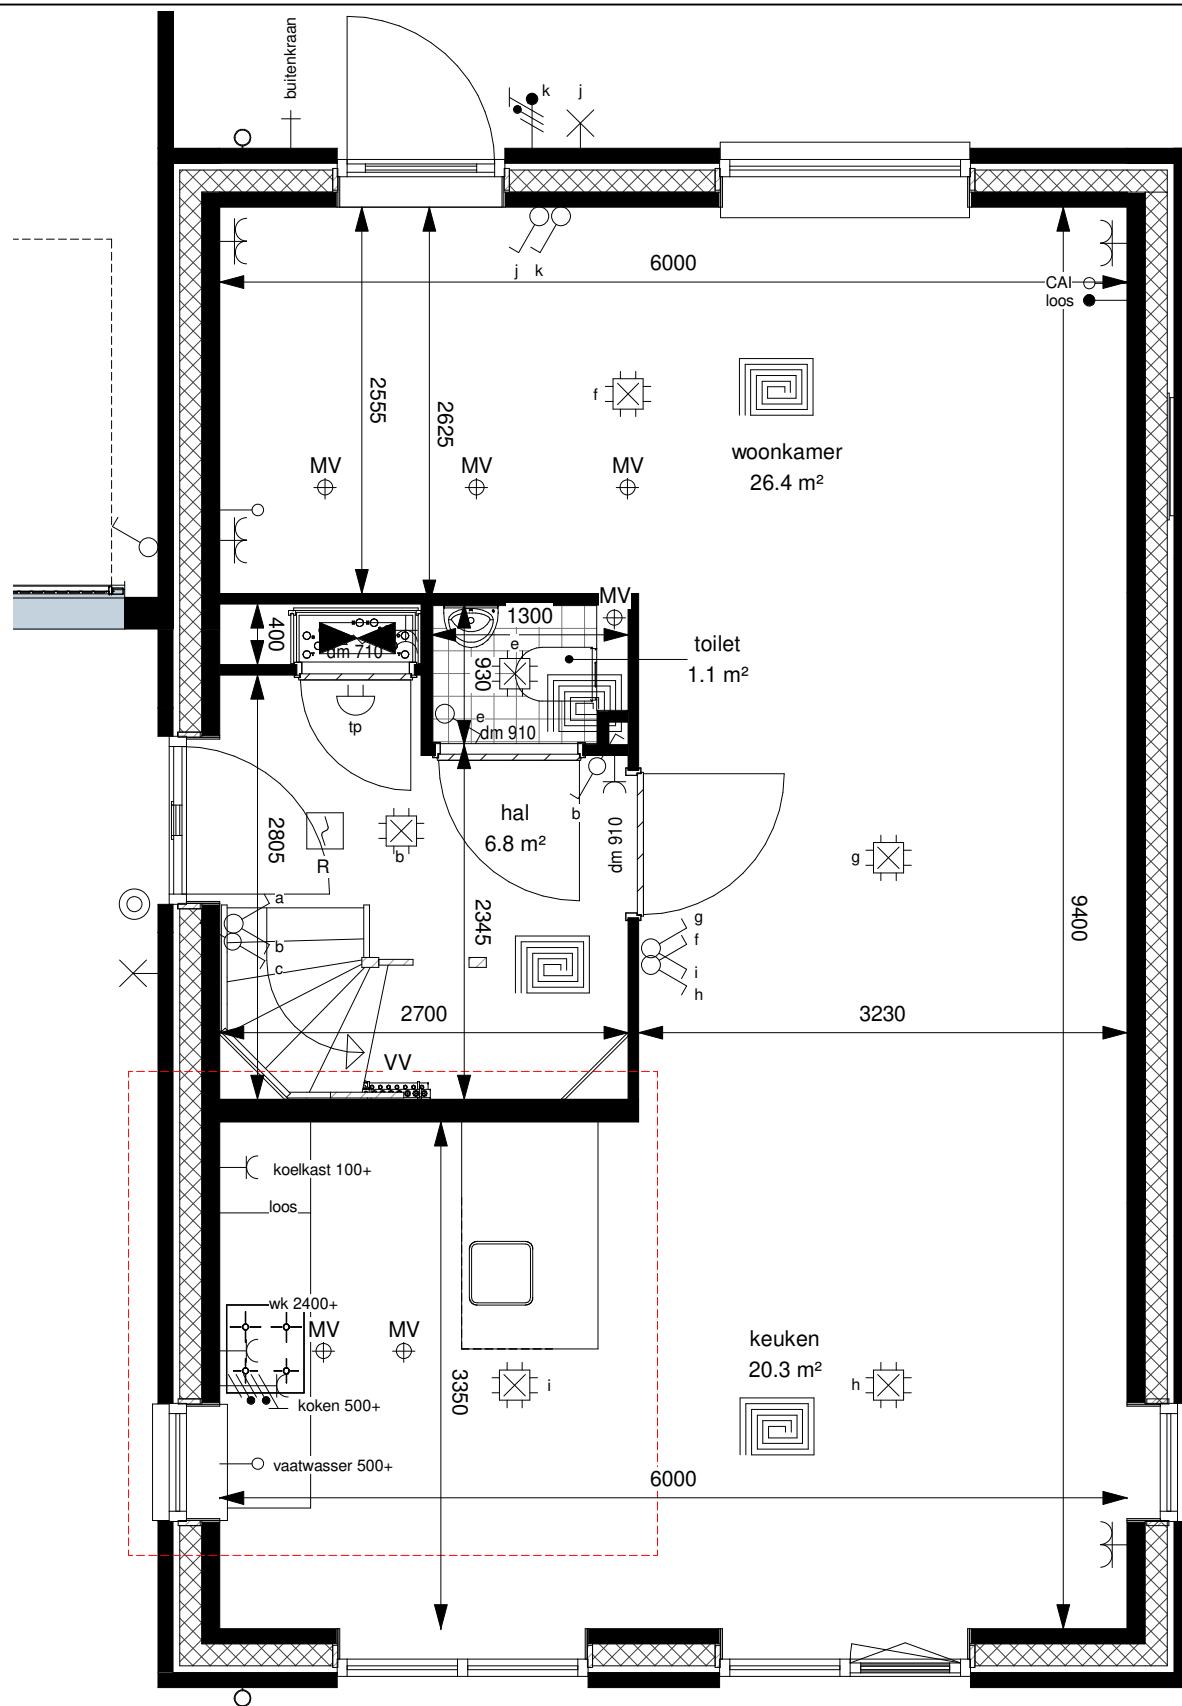 buitenkraan
k
j
j
k
6000
CAI
loos
2555
2625
f
woonkamer
26.4 m²
MV
MV
MV
MV
1300
400
dm 710
e
930
toilet
1.1 m²
tp
e
dm 910
hal
6.8 m²
b
dm 910
2805
R
b
g
a
b
c
2345
g
f
i
h
9400
2700
3230
VV
koelkast 100+
loos
wk 2400+
MV
MV
keuken
20.3 m²
i
h
3350
koken 500+
vaatwasser 500+
6000